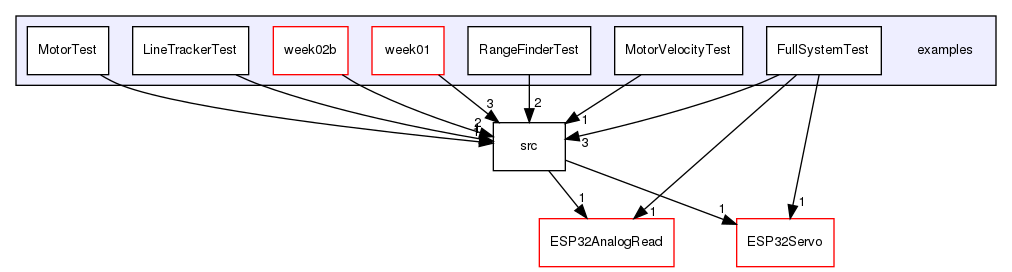 MotorTest
LineTrackerTest
week02b
week01
RangeFinderTest
MotorVelocityTest
FullSystemTest
examples
3
2
1
3
2
1
src
1
1
1
1
ESP32AnalogRead
ESP32Servo